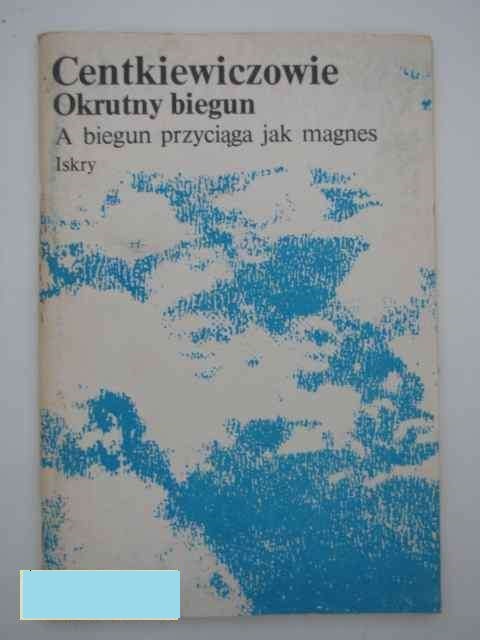 Centkiewiczowie
Okrutny biegun
A biegun przyciąga jak magnes
Iskry